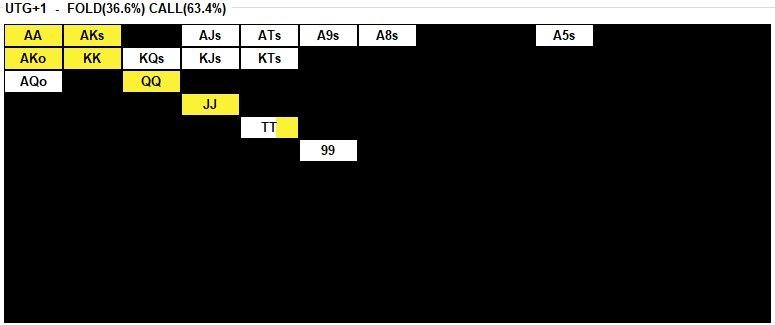 UTG+1 - FOLD(36.6%) CALL(63.4%)
AA AKs AJs ATs A9s A8s A5s
AKo KK KQs KJs KTs
AQo QQ
JJ
TT
99